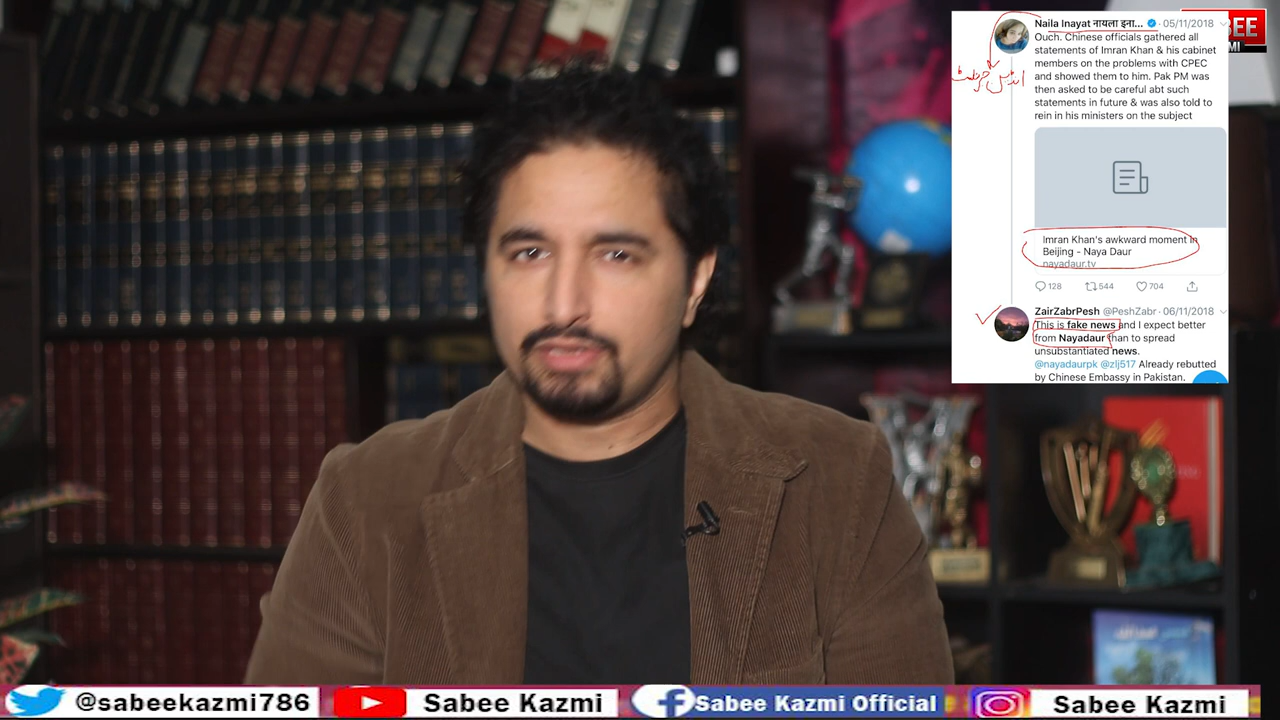 Naila Inayat नायला इना... · 05/11/2018
Ouch. Chinese officials gathered all
statements of Imran Khan & his cabinet
members on the problems with CPEC
and showed them to him. Pak PM was
then asked to be careful abt such
statements in future & was also told to
rein in his ministers on the subject
Imran Khan's awkward moment in
Beijing - Naya Daur
nayadaur.tv
128 544 704
ZairZabrPesh @PeshZabr · 06/11/2018
This is fake news and I expect better
from Nayadaur than to spread
unsubstantiated news.
@nayadaurpk @zlj517 Already rebutted
by Chinese Embassy in Pakistan.
@sabeekazmi786 Sabee Kazmi Sabee Kazmi Official Sabee Kazmi